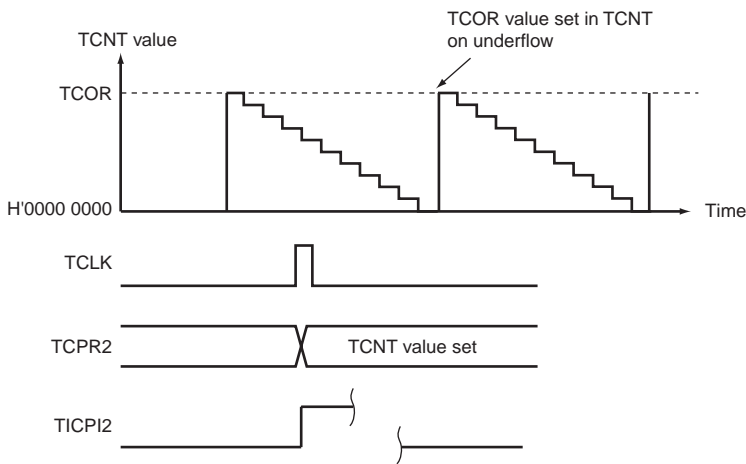 TCOR value set in TCNT
on underflow
TCNT value
TCOR
H'0000 0000
Time
TCLK
TCPR2
TCNT value set
TICPI2